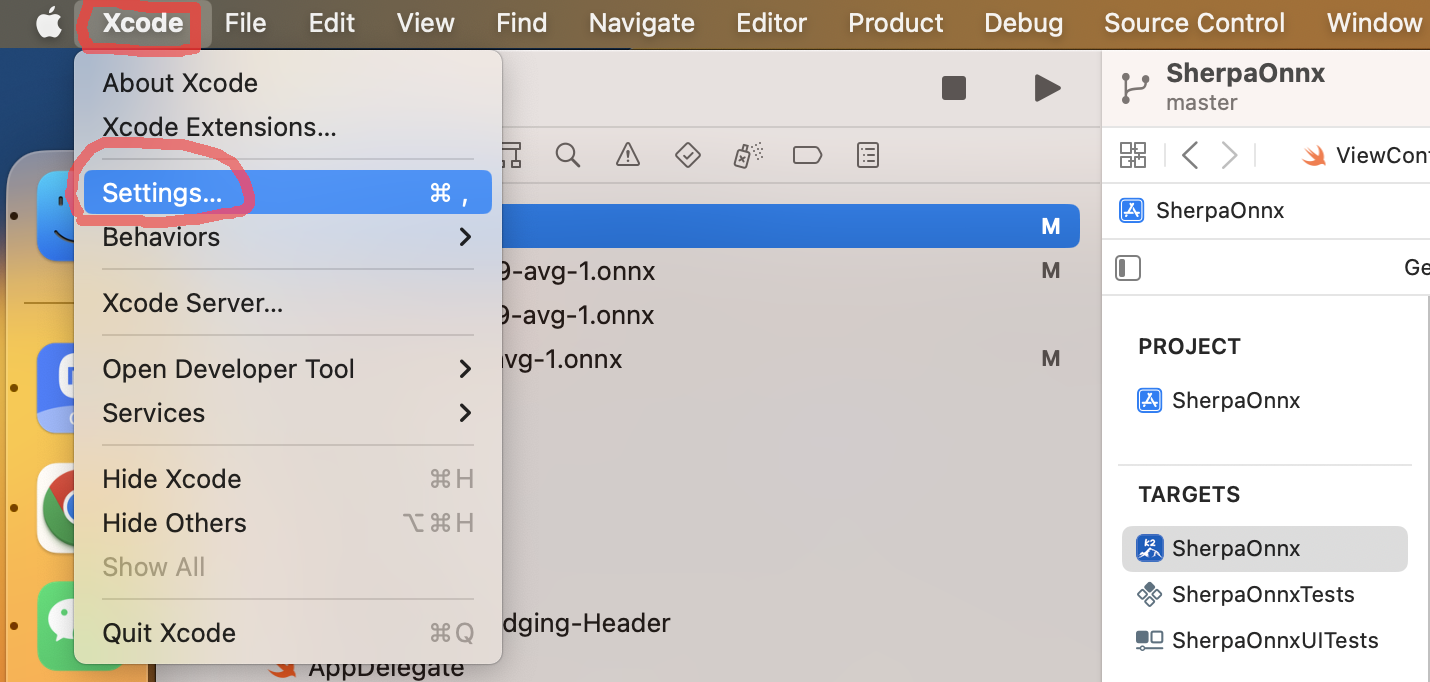 Xcode File Edit View Find Navigate Editor Product Debug Source Control Window
About Xcode
Xcode Extensions...
Settings... ⌘ ,
Behaviors
Xcode Server...
Open Developer Tool
Services
Hide Xcode ⌘H
Hide Others ⌥⌘H
Show All
Quit Xcode ⌘Q
M
9-avg-1.onnx M
9-avg-1.onnx
avg-1.onnx M
dging-Header
AppDelegate
SherpaOnnx
master
ViewCont
SherpaOnnx
Ge
PROJECT
SherpaOnnx
TARGETS
k2
SherpaOnnx
SherpaOnnxTests
SherpaOnnxUITests